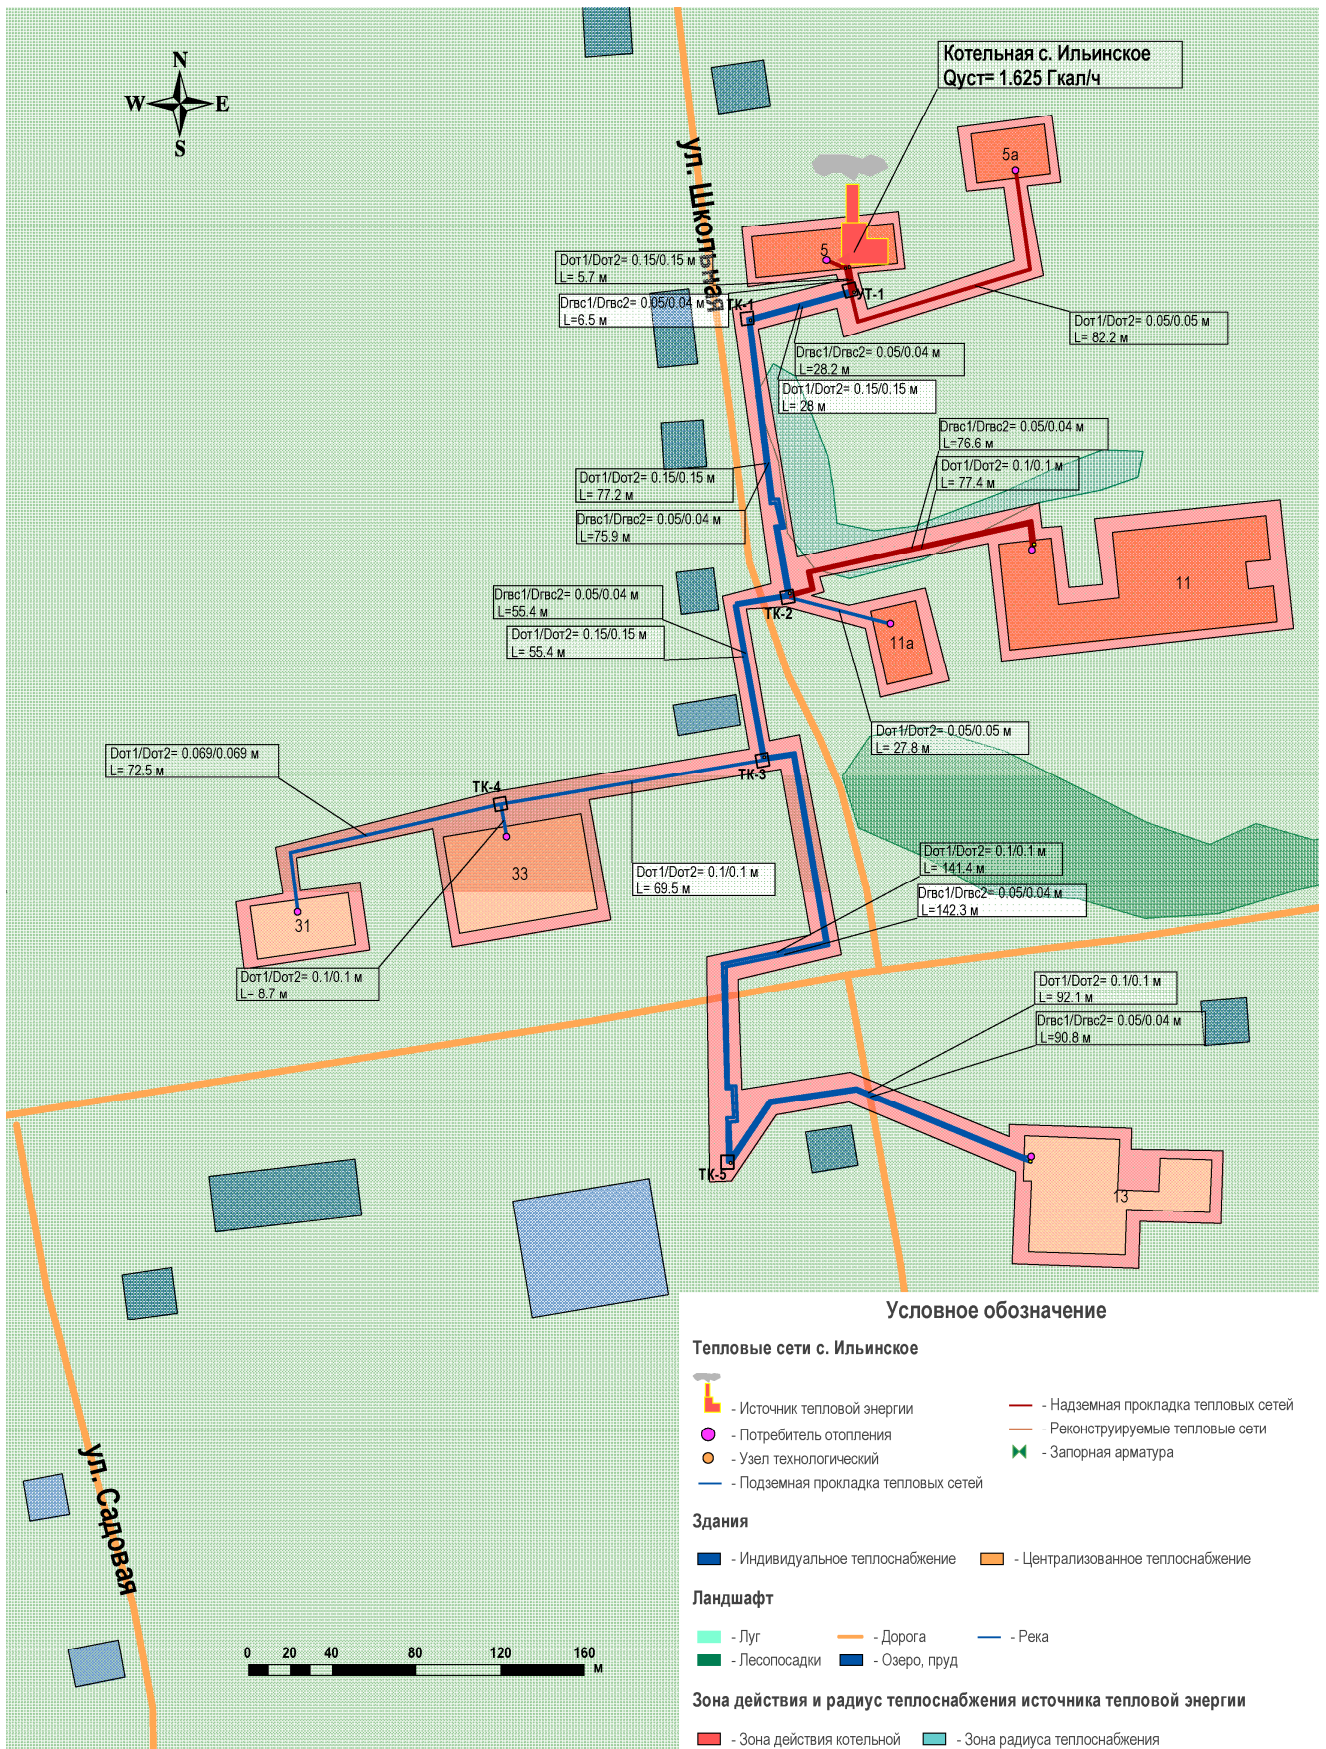 N
W E
S
Котельная с. Ильинское
Qуст= 1.625 Гкал/ч
ул. Школьная
5а
5
Dот1/Dот2= 0.15/0.15 м
L= 5.7 м
Dгвс1/Dгвс2= 0.05/0.04 м
L=6.5 м
ТК-1
УТ-1
Dот1/Dот2= 0.05/0.05 м
L= 82.2 м
Dгвс1/Dгвс2= 0.05/0.04 м
L=28.2 м
Dот1/Dот2= 0.15/0.15 м
L= 28 м
Dгвс1/Dгвс2= 0.05/0.04 м
L=76.6 м
Dот1/Dот2= 0.1/0.1 м
L= 77.4 м
Dот1/Dот2= 0.15/0.15 м
L= 77.2 м
Dгвс1/Dгвс2= 0.05/0.04 м
L=75.9 м
11
Dгвс1/Dгвс2= 0.05/0.04 м
L=55.4 м
ТК-2
Dот1/Dот2= 0.15/0.15 м
L= 55.4 м
11а
Dот1/Dот2= 0.05/0.05 м
L= 27.8 м
Dот1/Dот2= 0.069/0.069 м
L= 72.5 м
ТК-3
ТК-4
33
Dот1/Dот2= 0.1/0.1 м
L= 69.5 м
Dот1/Dот2= 0.1/0.1 м
L= 141.4 м
Dгвс1/Dгвс2= 0.05/0.04 м
L=142.3 м
31
Dот1/Dот2= 0.1/0.1 м
L= 8.7 м
Dот1/Dот2= 0.1/0.1 м
L= 92.1 м
Dгвс1/Dгвс2= 0.05/0.04 м
L=90.8 м
ТК-5
13
ул. Садовая
0 20 40 80 120 160
м
Условное обозначение
Тепловые сети с. Ильинское
- Источник тепловой энергии
- Потребитель отопления
- Узел технологический
- Подземная прокладка тепловых сетей
- Надземная прокладка тепловых сетей
- Реконструируемые тепловые сети
- Запорная арматура
Здания
- Индивидуальное теплоснабжение - Централизованное теплоснабжение
Ландшафт
- Луг - Дорога - Река
- Лесопосадки - Озеро, пруд
Зона действия и радиус теплоснабжения источника тепловой энергии
- Зона действия котельной - Зона радиуса теплоснабжения